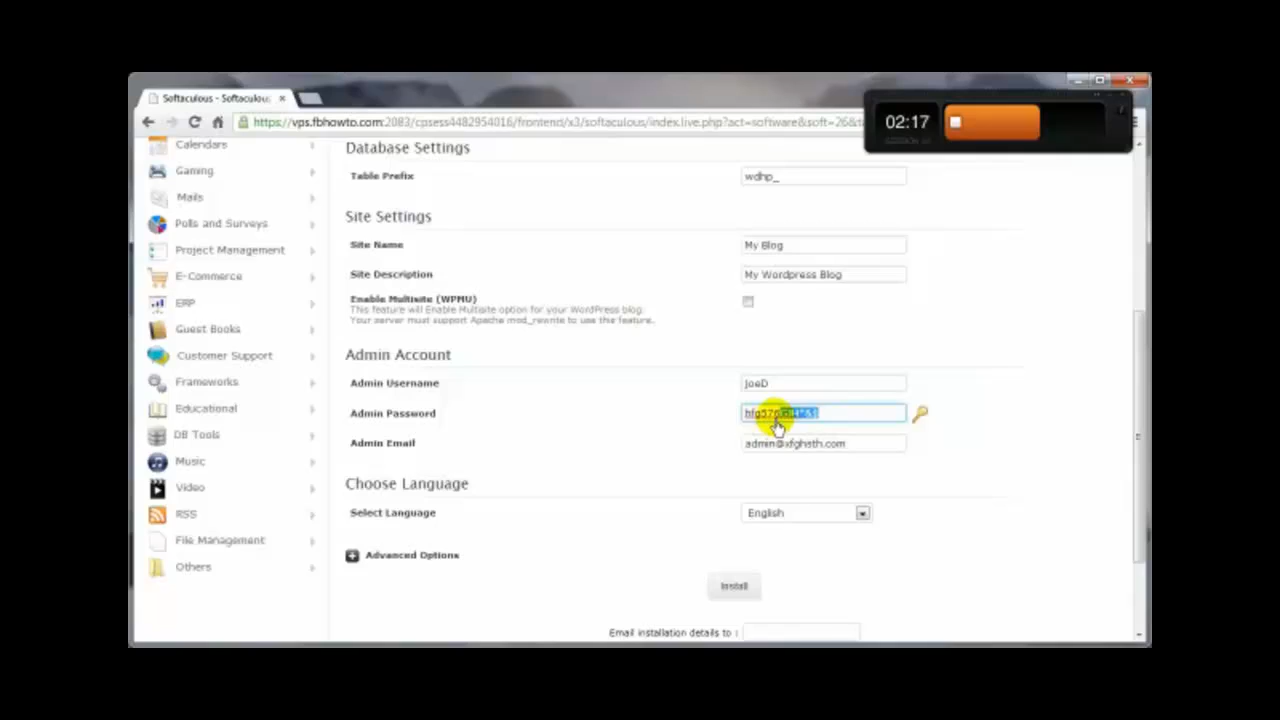 Softaculous - Softaculous
https://vps.fbhowto.com:2083/cpsess4482954016/frontend/x3/softaculous/index.live.php?act=software&soft=26&t
02:17
Calendars
Gaming
Mails
Polls and Surveys
Project Management
E-Commerce
ERP
Guest Books
Customer Support
Frameworks
Educational
DB Tools
Music
Video
RSS
File Management
Others
Database Settings
Table Prefix
wdhp_
Site Settings
Site Name
My Blog
Site Description
My Wordpress Blog
Enable Multisite (WPMU)
This feature will Enable Multisite option for your WordPress blog.
Your server must support Apache mod_rewrite to use this feature.
Admin Account
Admin Username
JoeD
Admin Password
Admin Email
admin@xfghsth.com
Choose Language
Select Language
English
Advanced Options
Install
Email installation details to :